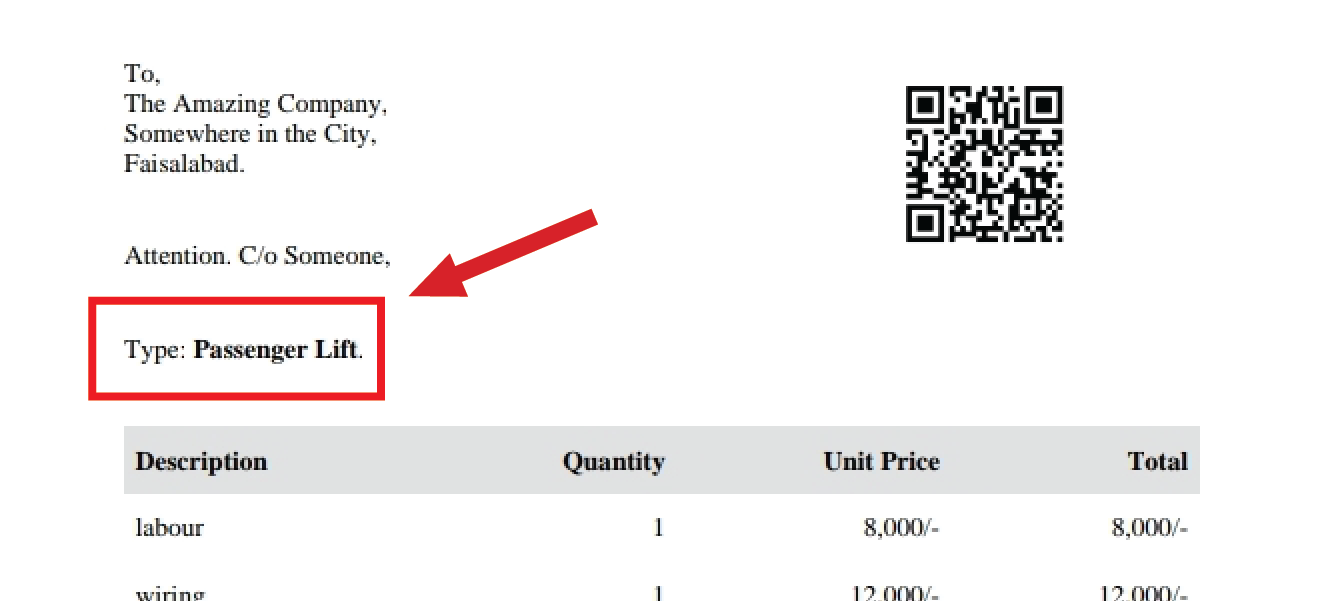 To,
The Amazing Company,
Somewhere in the City,
Faisalabad.
Attention. C/o Someone,
Type: Passenger Lift.
Description Quantity Unit Price Total
labour 1 8,000/- 8,000/-
wiring 1 12,000/- 12,000/-